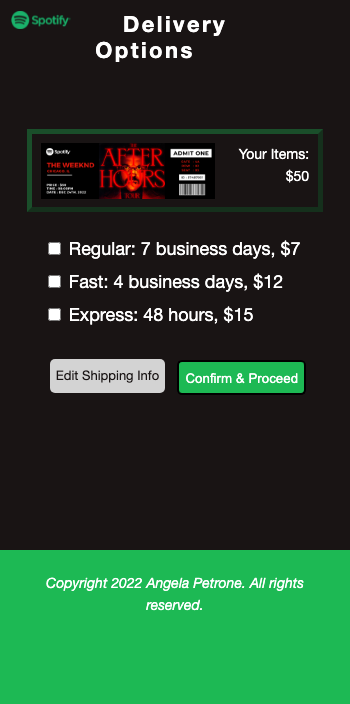 Spotify
Delivery
Options
Spotify
THE WEEKND
AFTER
HOURS
ADMIT ONE
Your Items:
$50
Regular: 7 business days, $7
Fast: 4 business days, $12
Express: 48 hours, $15
Edit Shipping Info
Confirm & Proceed
Copyright 2022 Angela Petrone. All rights
reserved.